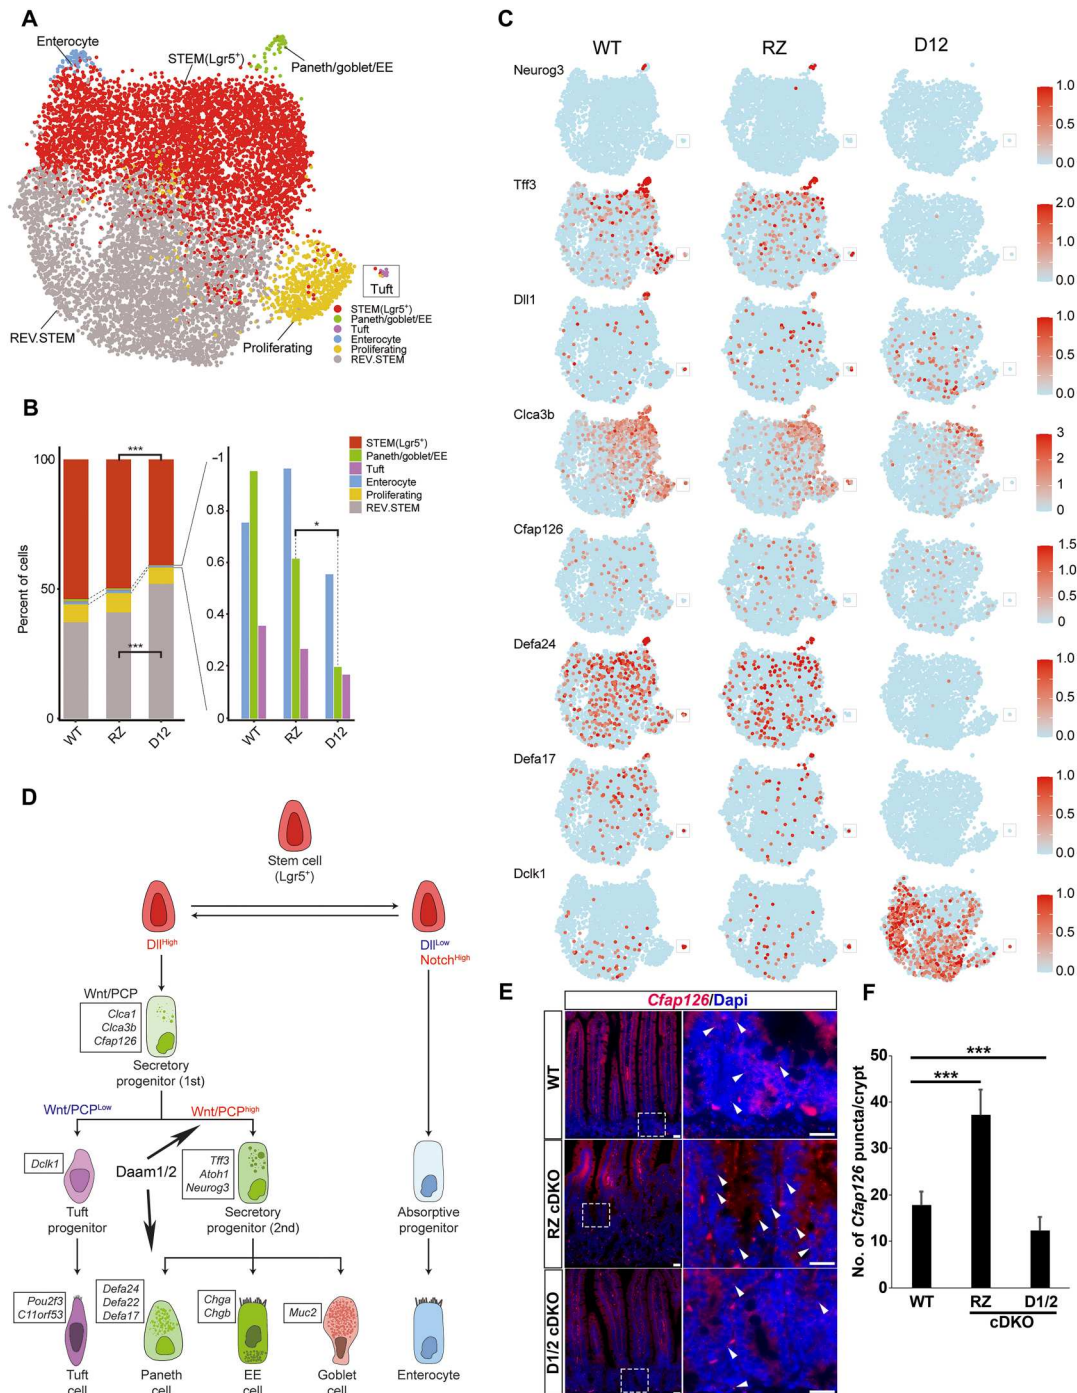 A
Enterocyte
STEM(Lgr5+)
Paneth/goblet/EE
REV.STEM
Proliferating
Tuft
STEM(Lgr5+)
Paneth/goblet/EE
Tuft
Enterocyte
Proliferating
REV.STEM
B
Percent of cells
100
50
0
***
***
WT
RZ
D12
1
0.8
0.6
0.4
0.2
0
*
WT
RZ
D12
STEM(Lgr5+)
Paneth/goblet/EE
Tuft
Enterocyte
Proliferating
REV.STEM
C
WT
RZ
D12
Neurog3
1.0
0.5
0.0
Tff3
2.0
1.5
1.0
0.5
0.0
Dll1
1.0
0.5
0.0
Clca3b
3
2
1
0
Cfap126
1.5
1.0
0.5
0
Defa24
1.0
0.5
0.0
Defa17
1.0
0.5
0.0
Dclk1
1.0
0.5
0.0
D
Stem cell
(Lgr5+)
DllHigh
DllLow
NotchHigh
Wnt/PCP
Clca1
Clca3b
Cfap126
Secretory
progenitor (1st)
Wnt/PCPLow
Wnt/PCPhigh
Dclk1
Daam1/2
Tff3
Atoh1
Neurog3
Tuft
progenitor
Secretory
progenitor (2nd)
Absorptive
progenitor
Pou2f3
C11orf53
Defa24
Defa22
Defa17
Chga
Chgb
Muc2
Tuft
cell
Paneth
cell
EE
cell
Goblet
cell
Enterocyte
E
Cfap126/Dapi
WT
RZ cDKO
D1/2 cDKO
F
No. of Cfap126 puncta/crypt
50
40
30
20
10
0
***
***
WT
RZ
D1/2
cDKO